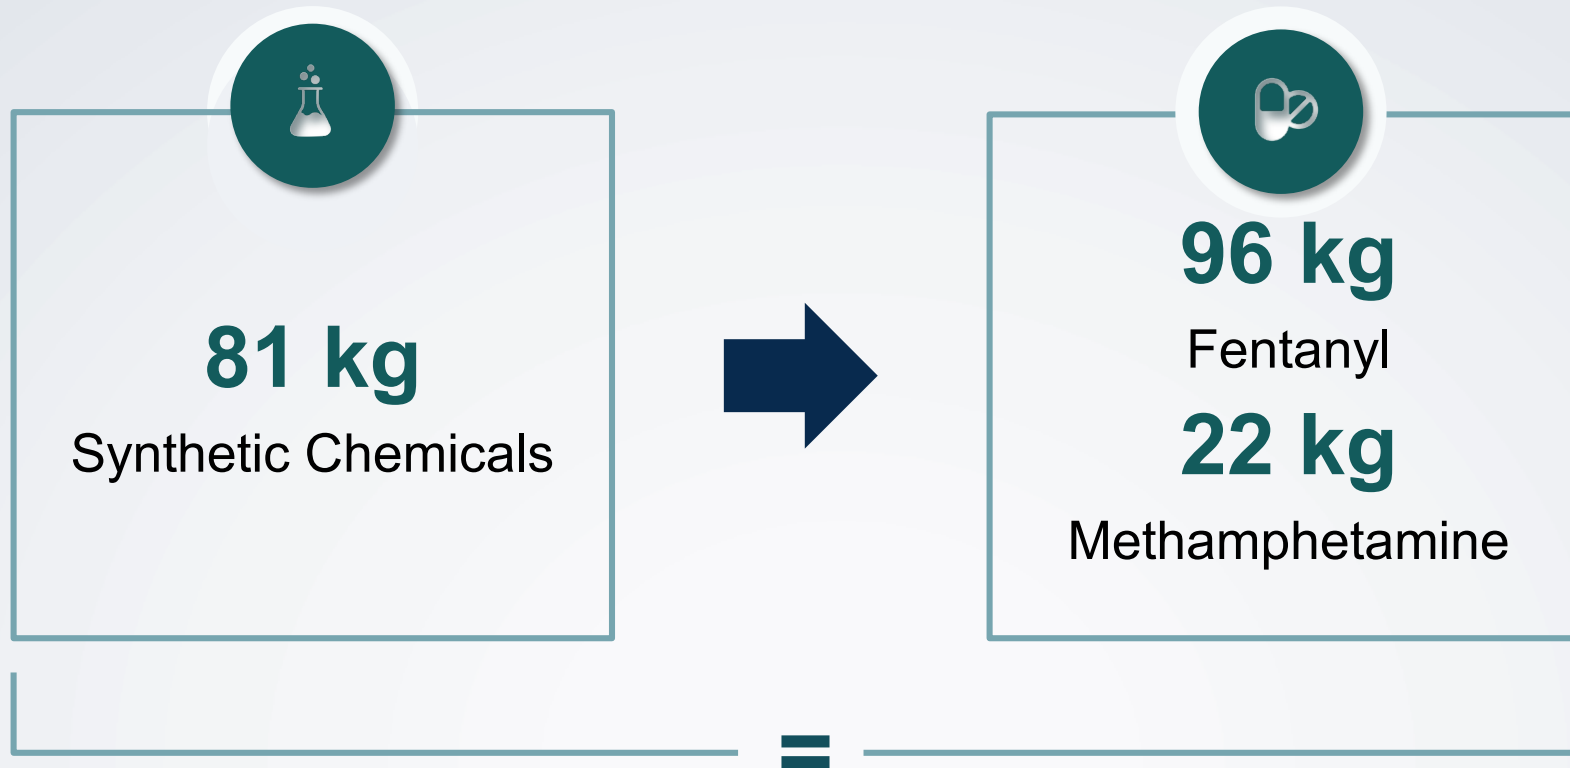 81 kg
Synthetic Chemicals
96 kg
Fentanyl
22 kg
Methamphetamine
=